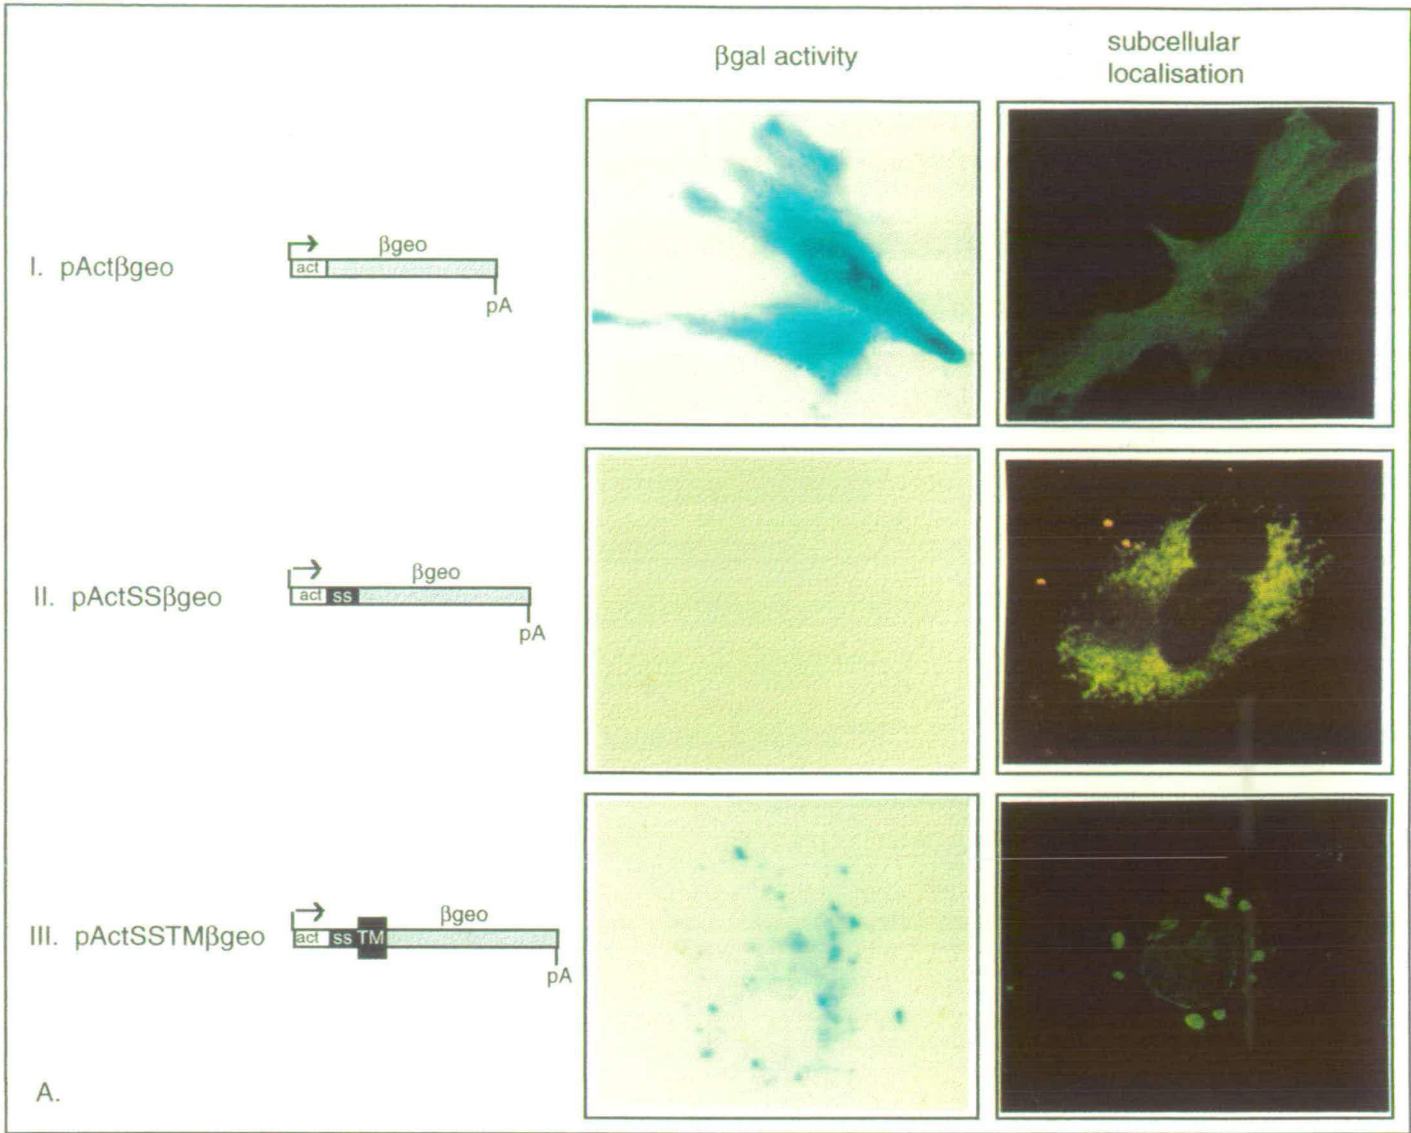 βgal activity
subcellular
localisation
I. pActβgeo
βgeo
act
pA
II. pActSSβgeo
βgeo
act ss
pA
III. pActSSTMβgeo
βgeo
act ss TM
pA
A.